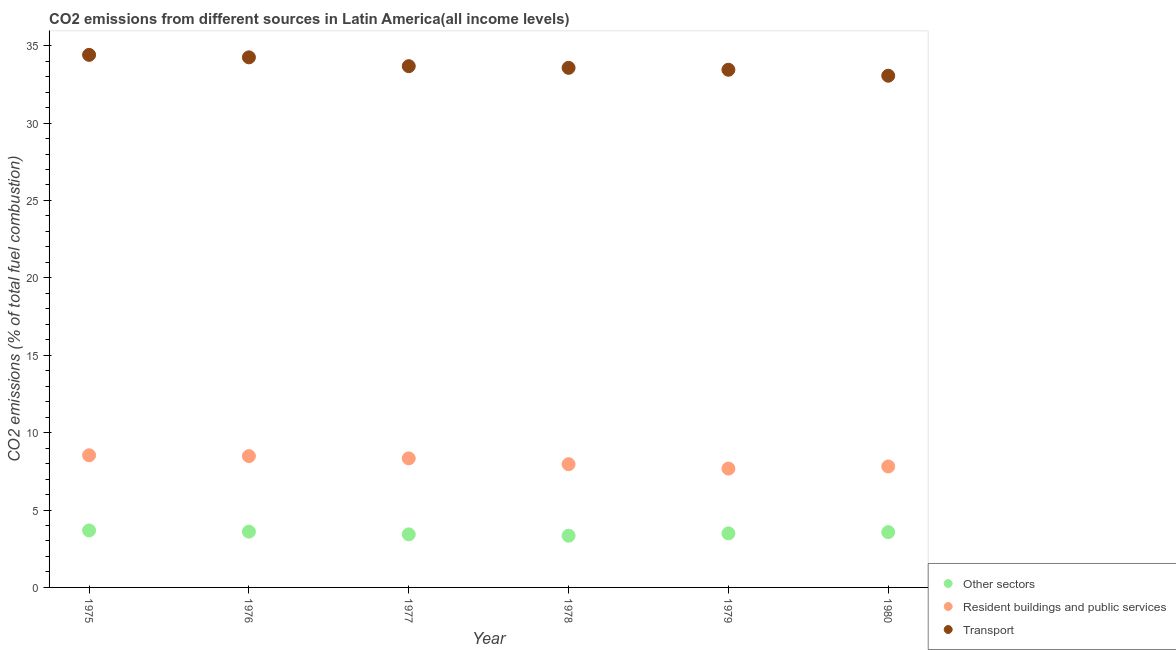 CO2 emissions from different sources in Latin America(all income levels)
CO2 emissions (% of total fuel combustion)
35
30
25
20
15
10
5
0
1975
1976
1977
1978
1979
1980
Year
Other sectors
Resident buildings and public services
Transport